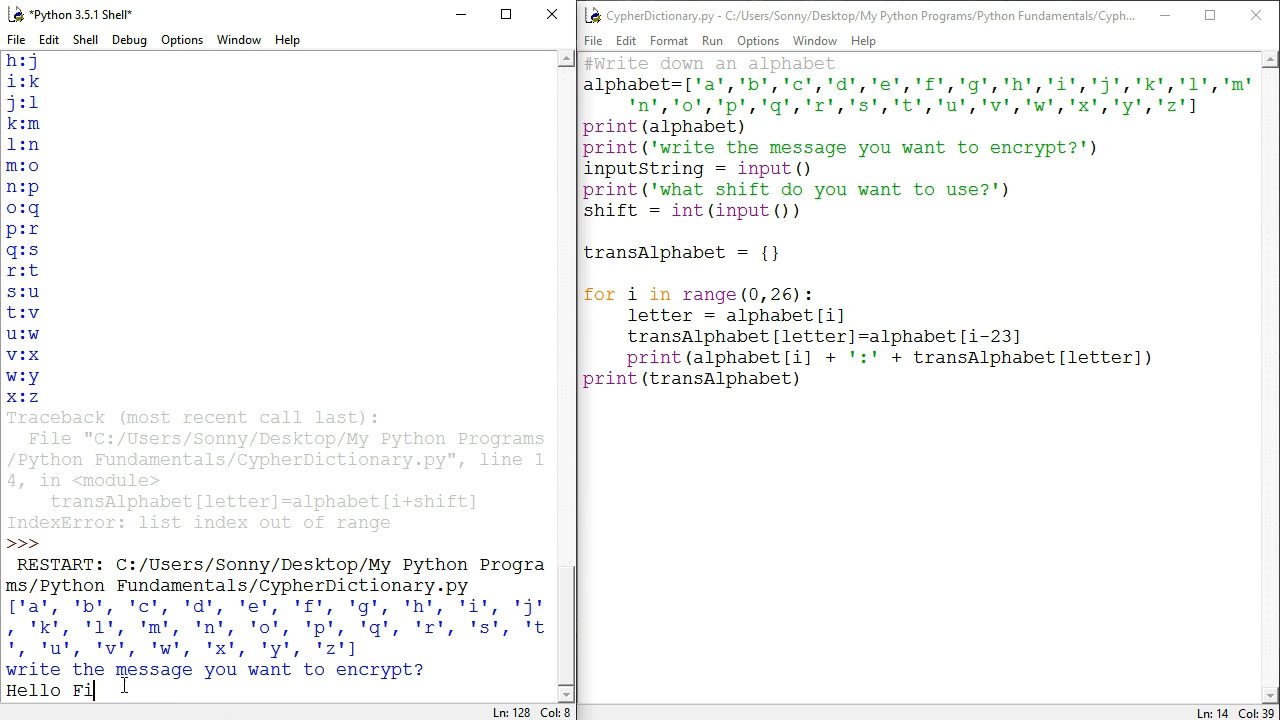 *Python 3.5.1 Shell*
File Edit Shell Debug Options Window Help
h:j
i:k
j:l
k:m
l:n
m:o
n:p
o:q
p:r
q:s
r:t
s:u
t:v
u:w
v:x
w:y
x:z
Traceback (most recent call last):
File "C:/Users/Sonny/Desktop/My Python Programs
/Python Fundamentals/CypherDictionary.py", line 1
4, in <module>
transAlphabet[letter]=alphabet[i+shift]
IndexError: list index out of range
>>>
RESTART: C:/Users/Sonny/Desktop/My Python Progra
ms/Python Fundamentals/CypherDictionary.py
['a', 'b', 'c', 'd', 'e', 'f', 'g', 'h', 'i', 'j'
, 'k', 'l', 'm', 'n', 'o', 'p', 'q', 'r', 's', 't
', 'u', 'v', 'w', 'x', 'y', 'z']
write the message you want to encrypt?
Hello Fi
Ln: 128 Col: 8
CypherDictionary.py - C:/Users/Sonny/Desktop/My Python Programs/Python Fundamentals/Cyph...
File Edit Format Run Options Window Help
#Write down an alphabet
alphabet=['a','b','c','d','e','f','g','h','i','j','k','l','m'
'n','o','p','q','r','s','t','u','v','w','x','y','z']
print(alphabet)
print('write the message you want to encrypt?')
inputString = input()
print('what shift do you want to use?')
shift = int(input())
transAlphabet = {}
for i in range(0,26):
letter = alphabet[i]
transAlphabet[letter]=alphabet[i-23]
print(alphabet[i] + ':' + transAlphabet[letter])
print(transAlphabet)
Ln: 14 Col: 39